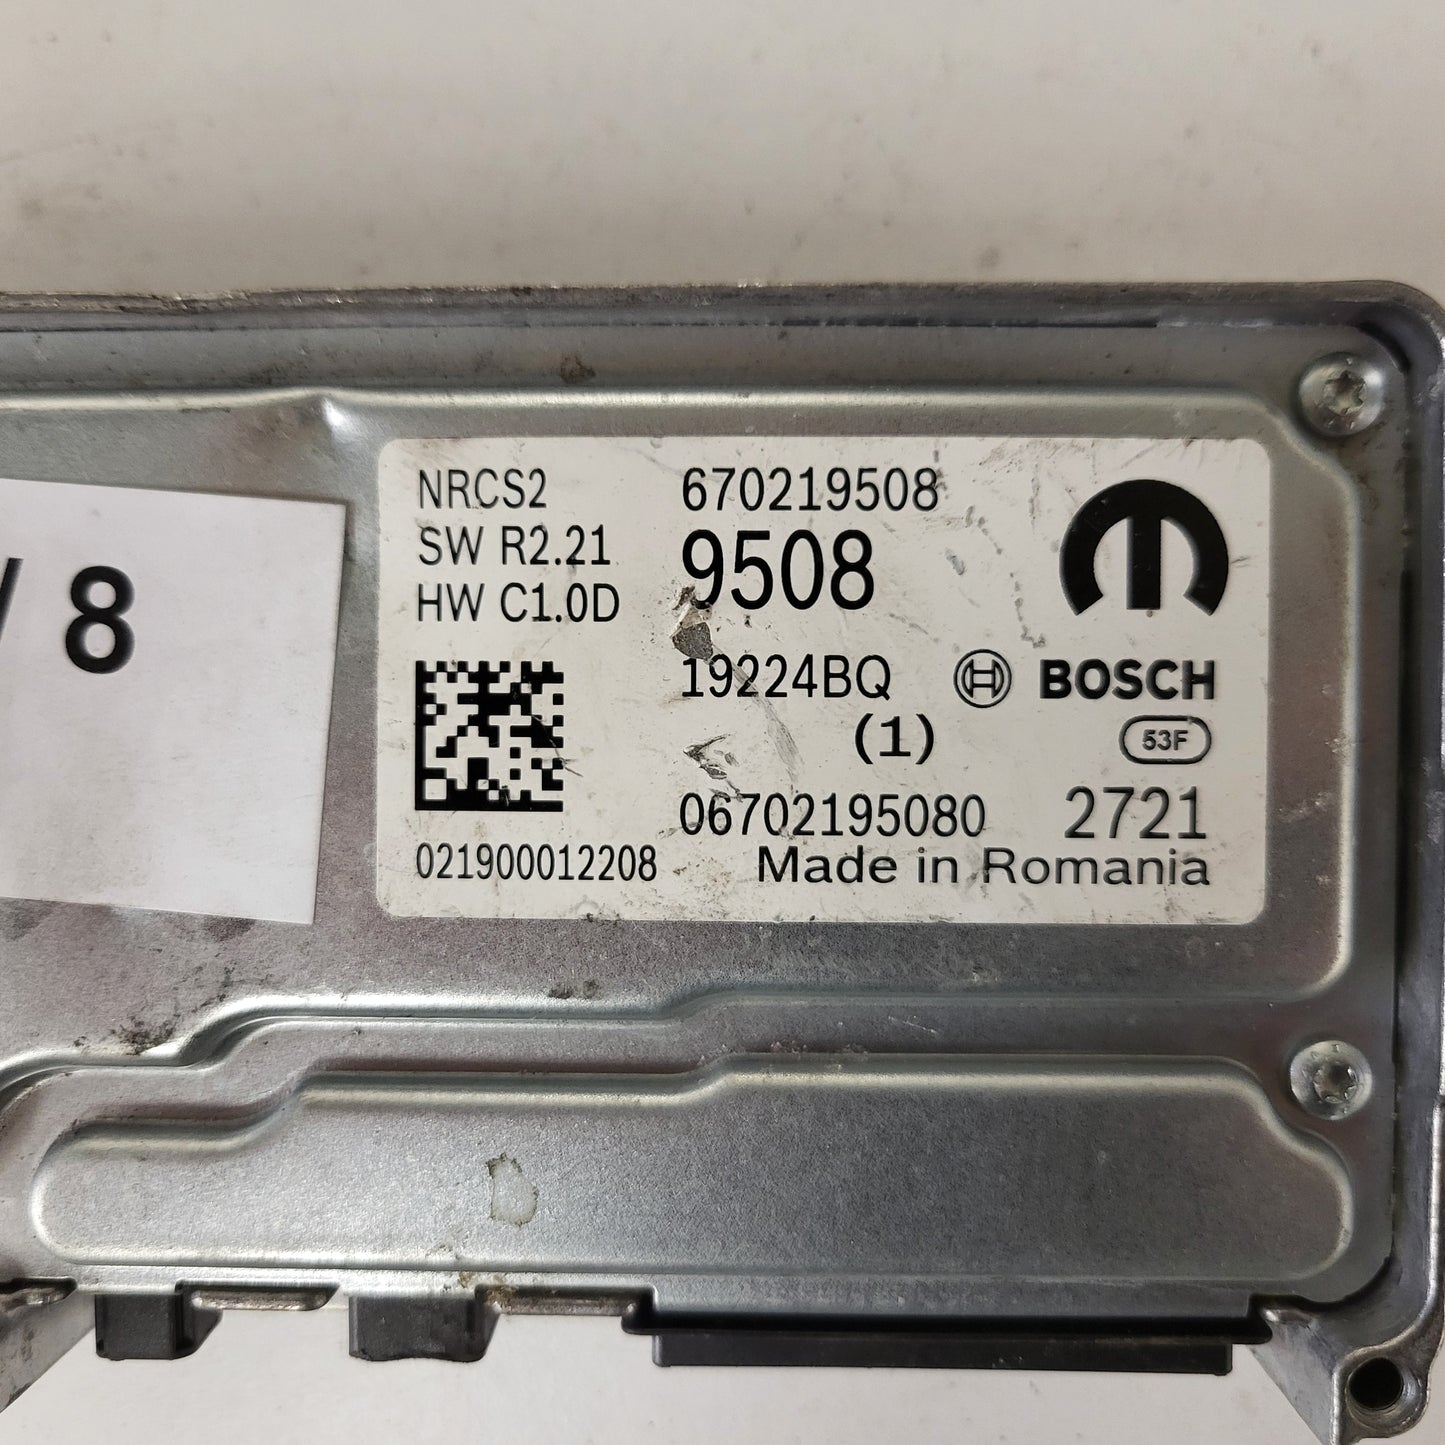 / 8
NRCS2 670219508
SW R2.21 9508
HW C1.0D
19224BQ BOSCH
(1) 53F
06702195080 2721
021900012208 Made in Romania